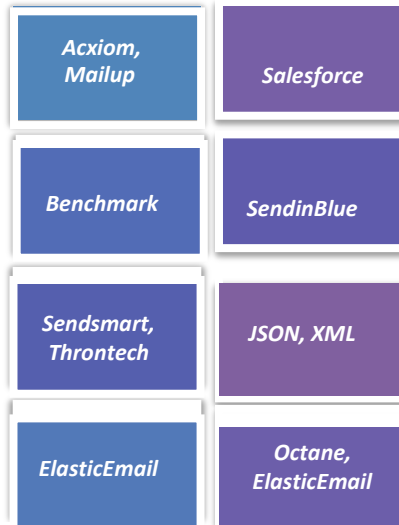 Acxiom,
Mailup
Salesforce
Benchmark
SendinBlue
Sendsmart,
Throntech
JSON, XML
ElasticEmail
Octane,
ElasticEmail